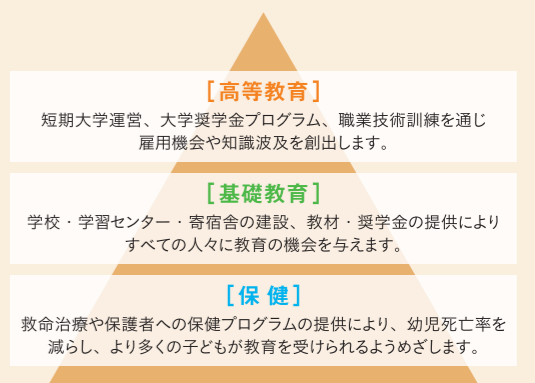 [高等教育]
短期大学運営、大学奨学金プログラム、職業技術訓練を通じ
雇用機会や知識波及を創出します。
[基礎教育]
学校・学習センター・寄宿舎の建設、教材・奨学金の提供により
すべての人々に教育の機会を与えます。
[保 健]
救命治療や保護者への保健プログラムの提供により、幼児死亡率を
減らし、より多くの子どもが教育を受けられるようめざします。